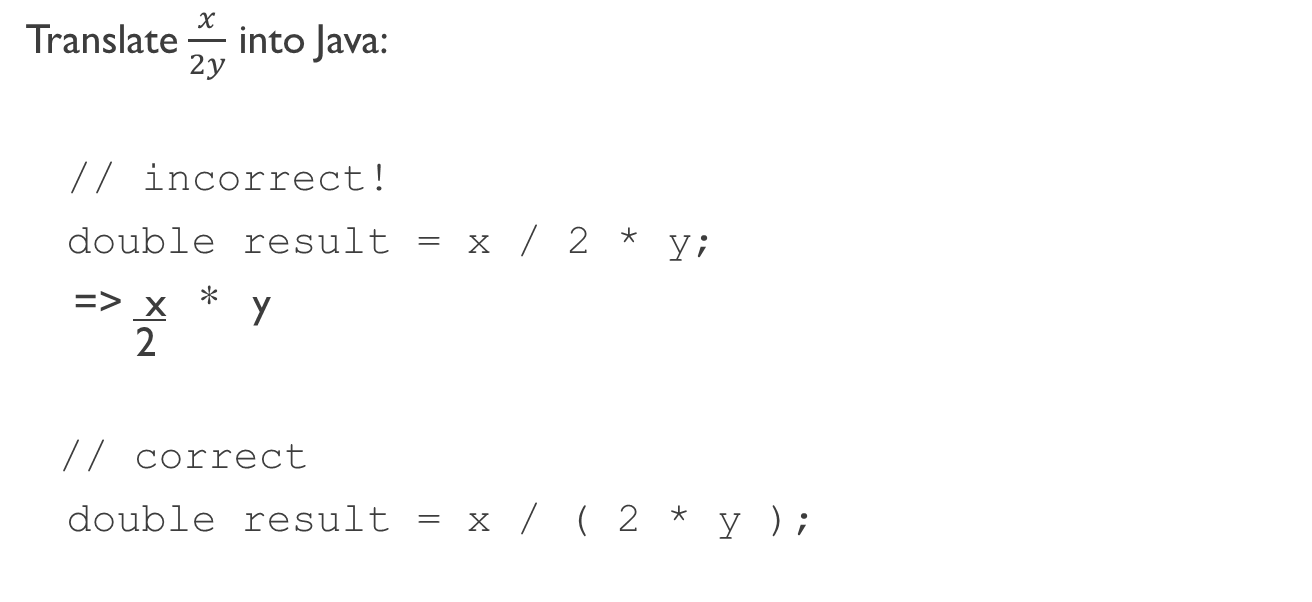 Translate x/2y into Java:
// incorrect!
double result = x / 2 * y;
=> x * y
2
// correct
double result = x / ( 2 * y );